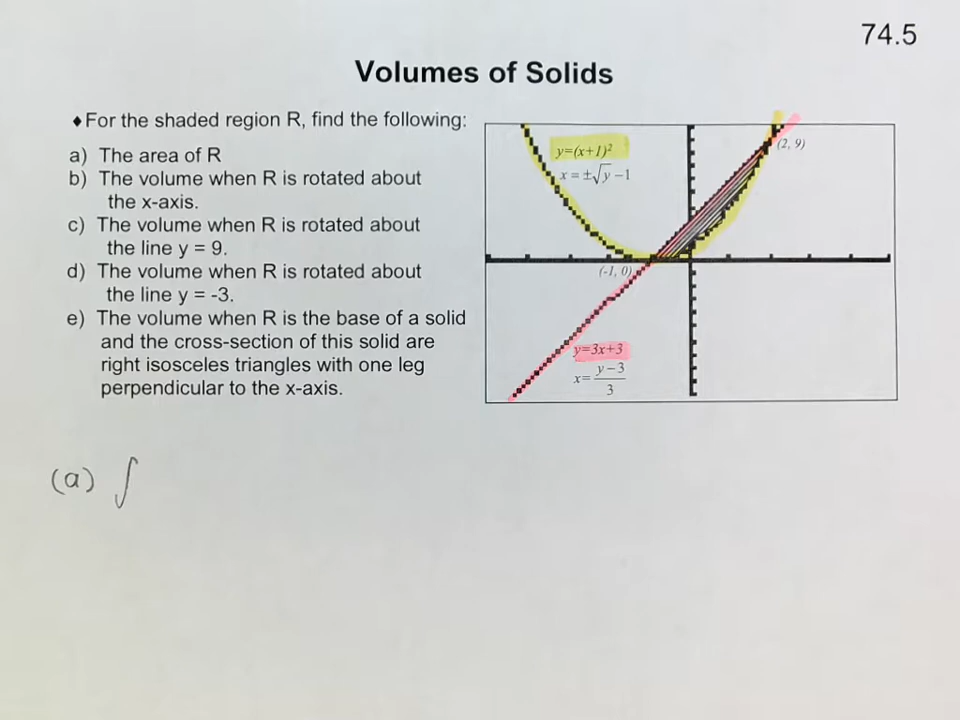 74.5
Volumes of Solids
♦For the shaded region R, find the following:
a) The area of R
b) The volume when R is rotated about
the x-axis.
c) The volume when R is rotated about
the line y = 9.
d) The volume when R is rotated about
the line y = -3.
e) The volume when R is the base of a solid
and the cross-section of this solid are
right isosceles triangles with one leg
perpendicular to the x-axis.
y=(x+1)²
x=±√y−1
(2, 9)
(-1, 0)
y=3x+3
x=(y−3)/3
(a) ∫